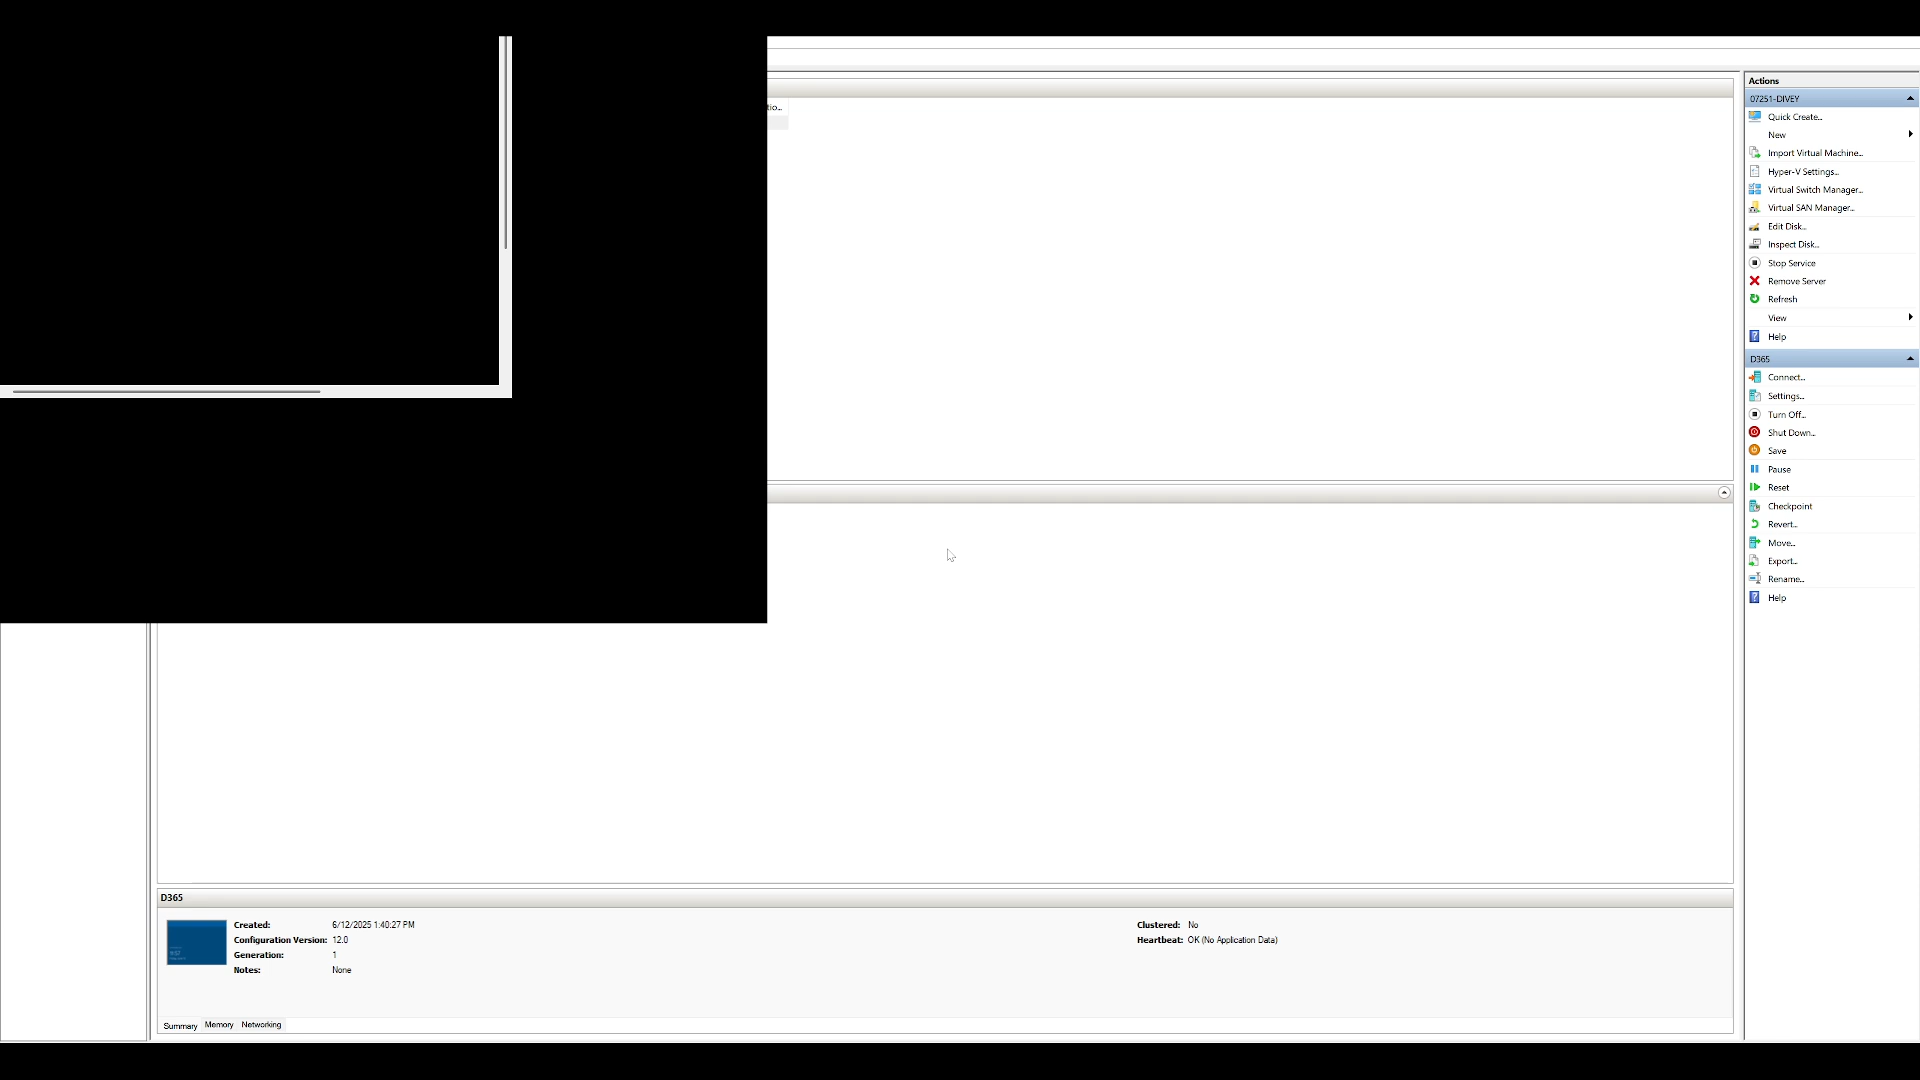 tio...
Actions
07251-DIVEY
Quick Create...
New
Import Virtual Machine...
Hyper-V Settings...
Virtual Switch Manager...
Virtual SAN Manager...
Edit Disk...
Inspect Disk...
Stop Service
Remove Server
Refresh
View
Help
D365
Connect...
Settings...
Turn Off...
Shut Down...
Save
Pause
Reset
Checkpoint
Revert...
Move...
Export...
Rename...
Help
D365
Created: 6/12/2025 1:40:27 PM
Configuration Version: 12.0
Generation: 1
Notes: None
Clustered: No
Heartbeat: OK (No Application Data)
Summary Memory Networking